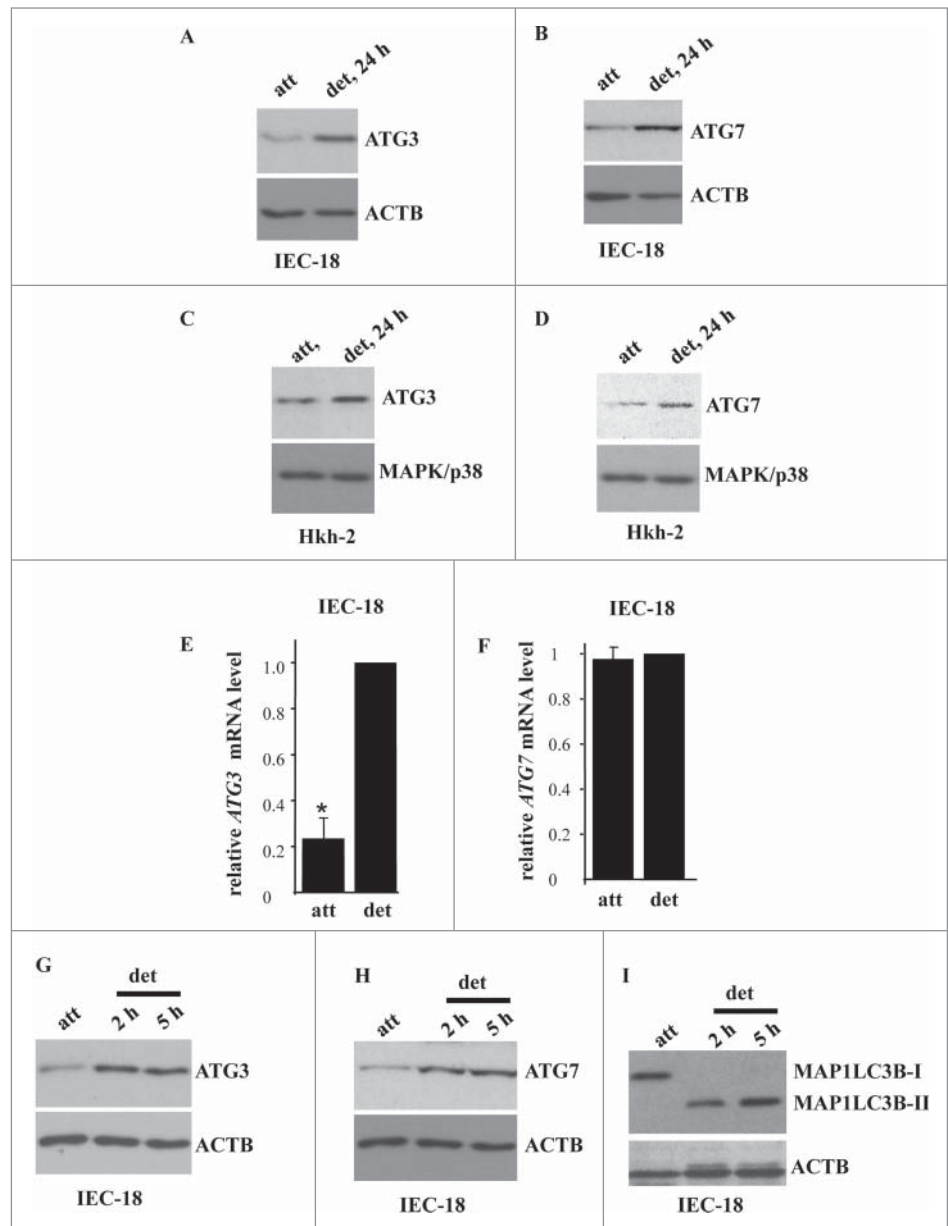 A
att
det, 24 h
ATG3
ACTB
IEC-18
B
att
det, 24 h
ATG7
ACTB
IEC-18
C
att,
det, 24 h
ATG3
MAPK/p38
Hkh-2
D
att
det, 24 h
ATG7
MAPK/p38
Hkh-2
E
IEC-18
relative ATG3 mRNA level
1.0
0.8
0.6
0.4
0.2
0
*
att
det
F
IEC-18
relative ATG7 mRNA level
1
0.8
0.6
0.4
0.2
0
att
det
G
det
att
2 h
5 h
ATG3
ACTB
IEC-18
H
det
att
2 h
5 h
ATG7
ACTB
IEC-18
I
det
att
2 h
5 h
MAP1LC3B-I
MAP1LC3B-II
ACTB
IEC-18